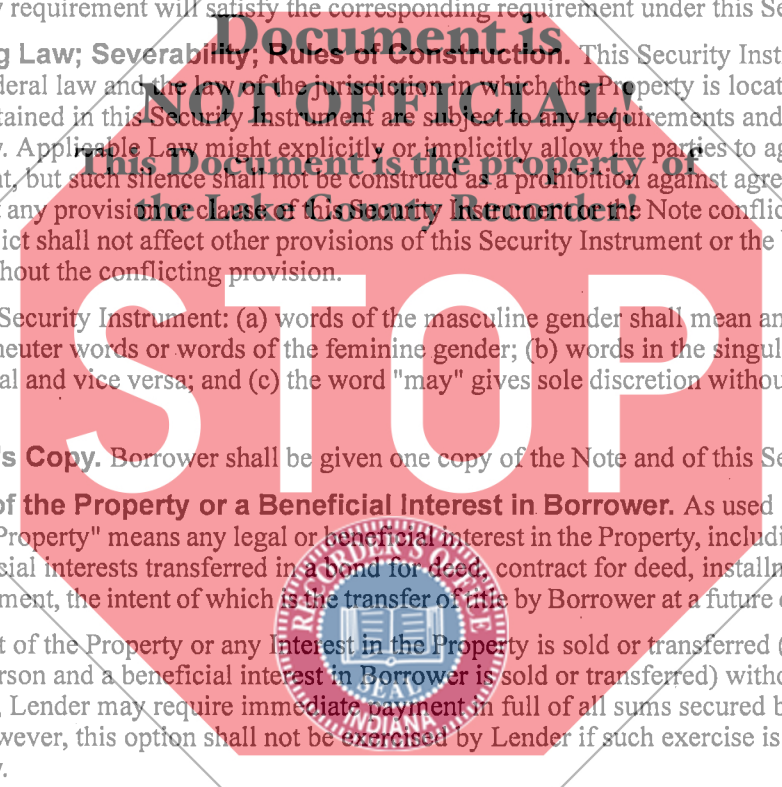 y requirement will satisfy the corresponding requirement under this Se
Document is
g Law; Severability; Rules of Construction. This Security Inst
deral law and the law of the jurisdiction in which the Property is locat
NOT OFFICIAL!
tained in this Security Instrument are subject to any requirements and
. Applicable Law might explicitly or implicitly allow the parties to ag
This Document is the property of
t, but such silence shall not be construed as a prohibition against agre
the Lake County Recorder!
t any provision or clause of this Security Instrument or the Note conflic
ict shall not affect other provisions of this Security Instrument or the
hout the conflicting provision.
STOP
Security Instrument: (a) words of the masculine gender shall mean an
neuter words or words of the feminine gender; (b) words in the singul
al and vice versa; and (c) the word "may" gives sole discretion withou
's Copy. Borrower shall be given one copy of the Note and of this Se
of the Property or a Beneficial Interest in Borrower. As used
Property" means any legal or beneficial interest in the Property, includi
cial interests transferred in a bond for deed, contract for deed, installn
ment, the intent of which is the transfer of title by Borrower at a future
RECORDER'S OFFICE
SEAL
INDIANA
t of the Property or any Interest in the Property is sold or transferred (
erson and a beneficial interest in Borrower is sold or transferred) witho
, Lender may require immediate payment in full of all sums secured b
wever, this option shall not be exercised by Lender if such exercise is
.